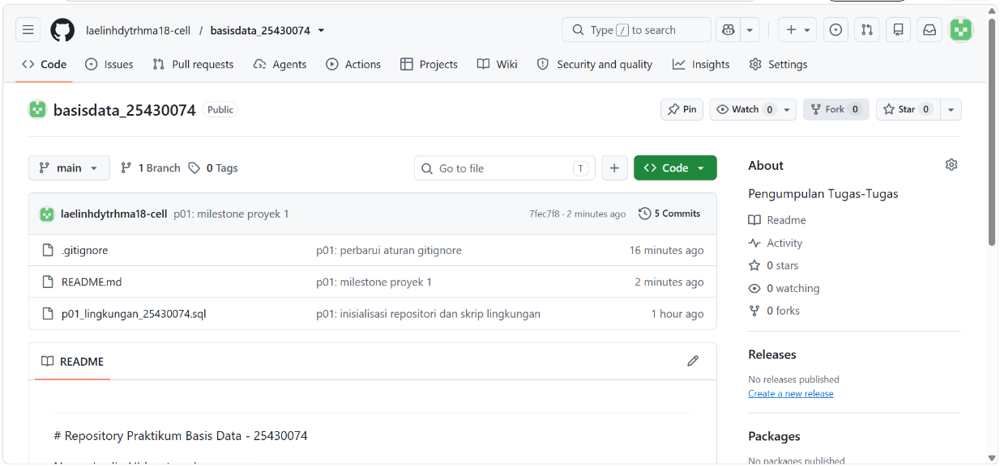 laelinhdytrhma18-cell / basisdata_25430074
Type / to search
Code Issues Pull requests Agents Actions Projects Wiki Security and quality Insights Settings
basisdata_25430074 Public
Pin Watch 0 Fork 0 Star 0
main 1 Branch 0 Tags
Go to file T
Code
About
Pengumpulan Tugas-Tugas
laelinhdytrhma18-cell p01: milestone proyek 1 7fec7f8 · 2 minutes ago 5 Commits
.gitignore p01: perbarui aturan gitignore 16 minutes ago
README.md p01: milestone proyek 1 2 minutes ago
p01_lingkungan_25430074.sql p01: inisialisasi repositori dan skrip lingkungan 1 hour ago
Readme
Activity
0 stars
0 watching
0 forks
README
# Repository Praktikum Basis Data - 25430074
Releases
No releases published
Create a new release
Packages
No packages published